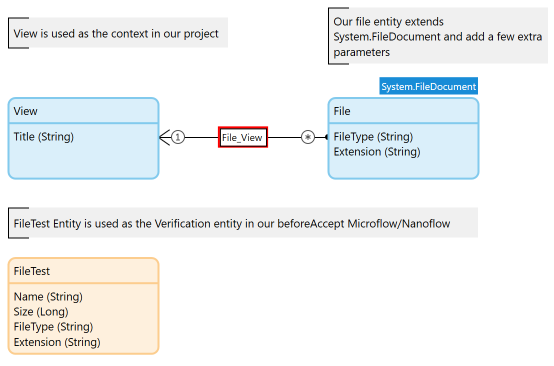 View is used as the context in our project
Our file entity extends
System.FileDocument and add a few extra
parameters
System.FileDocument
View
Title (String)
1
File_View
*
File
FileType (String)
Extension (String)
FileTest Entity is used as the Verification entity in our beforeAccept Microflow/Nanoflow
FileTest
Name (String)
Size (Long)
FileType (String)
Extension (String)